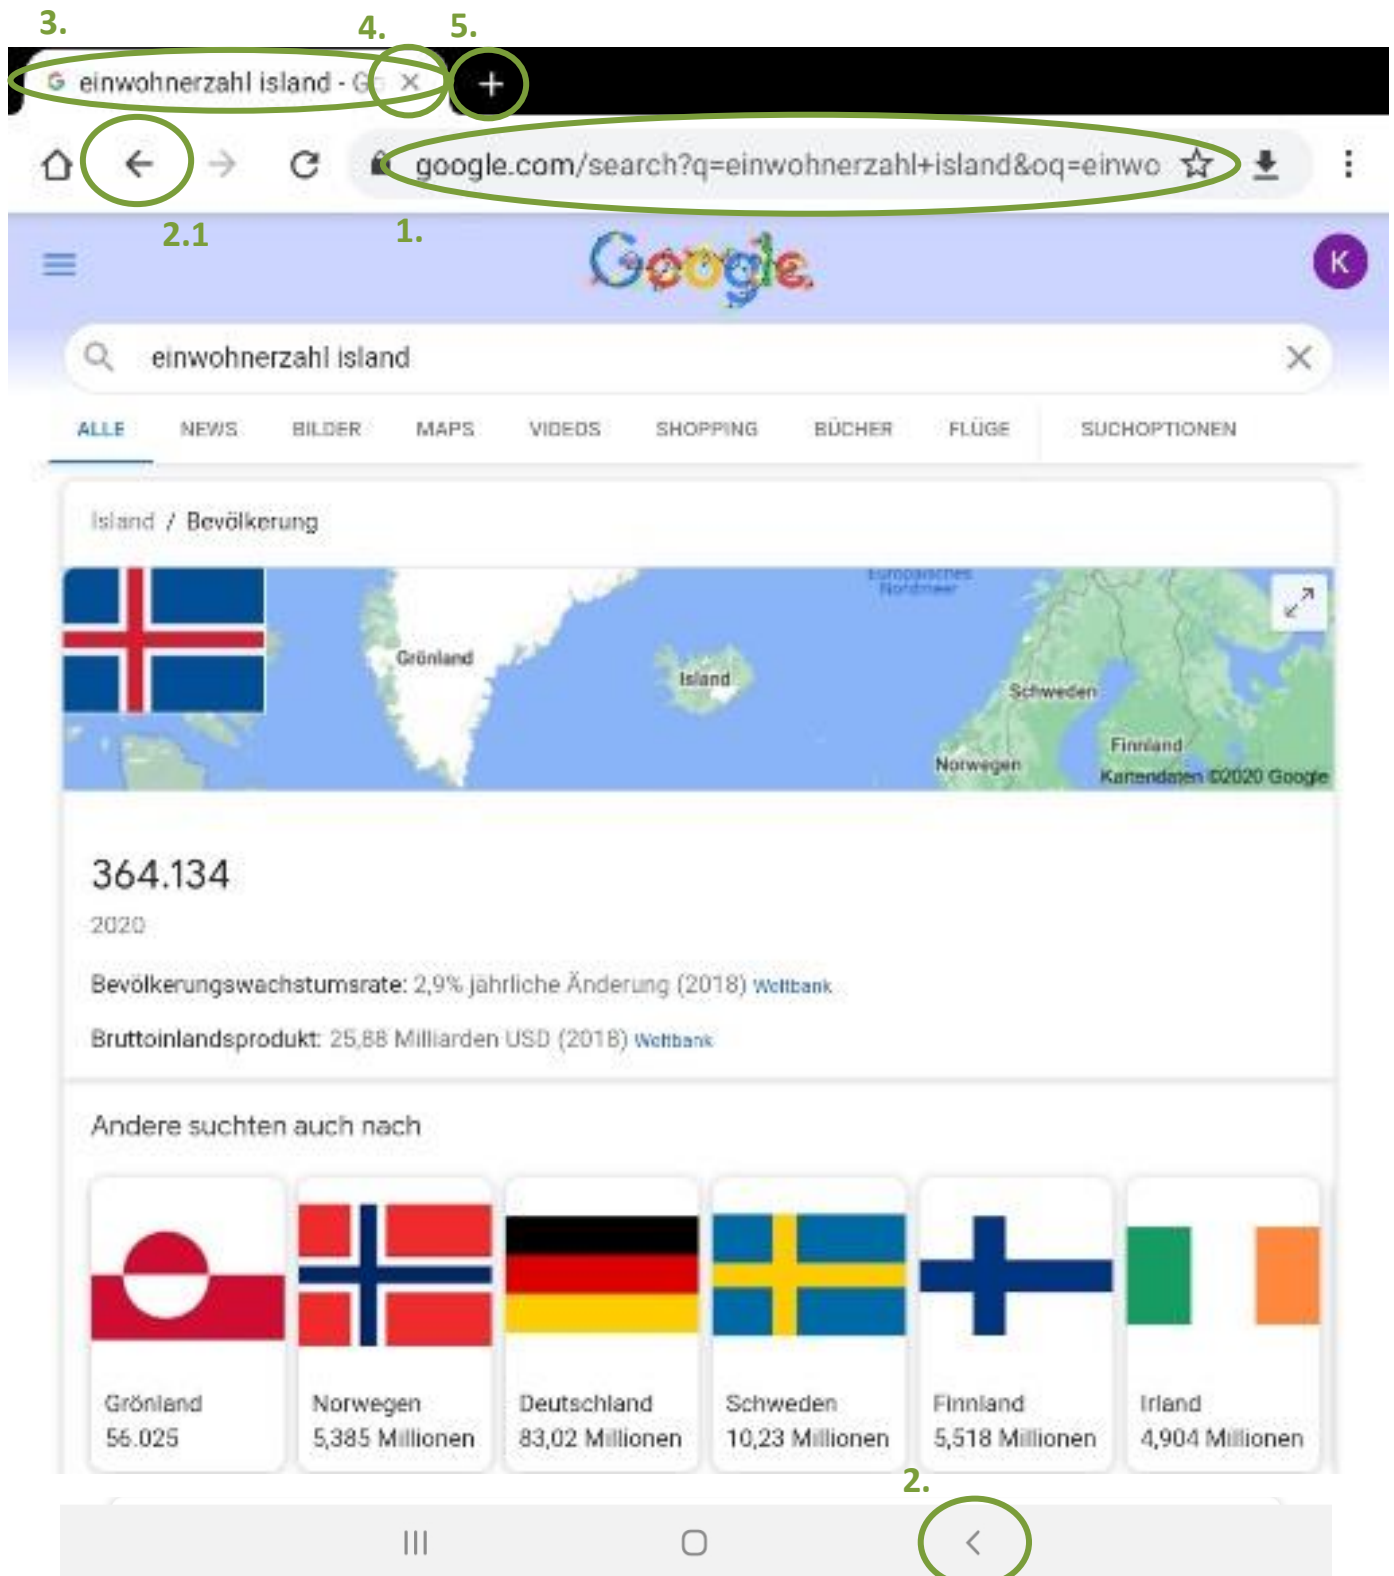 3. 4. 5.
einwohnerzahl island - Go
google.com/search?q=einwohnerzahl+island&oq=einwo
2.1 1.
Google
K
einwohnerzahl island
ALLE NEWS BILDER MAPS VIDEOS SHOPPING BÜCHER FLÜGE SUCHOPTIONEN
Island / Bevölkerung
Europäisches
Nordmeer
Grönland
Island
Schweden
Finnland
Norwegen
Kartendaten ©2020 Google
364.134
2020
Bevölkerungswachstumsrate: 2,9% jährliche Änderung (2018) Weltbank
Bruttoinlandsprodukt: 25,88 Milliarden USD (2018) Weltbank
Andere suchten auch nach
Grönland Norwegen Deutschland Schweden Finnland Irland
56.025 5,385 Millionen 83,02 Millionen 10,23 Millionen 5,518 Millionen 4,904 Millionen
2.